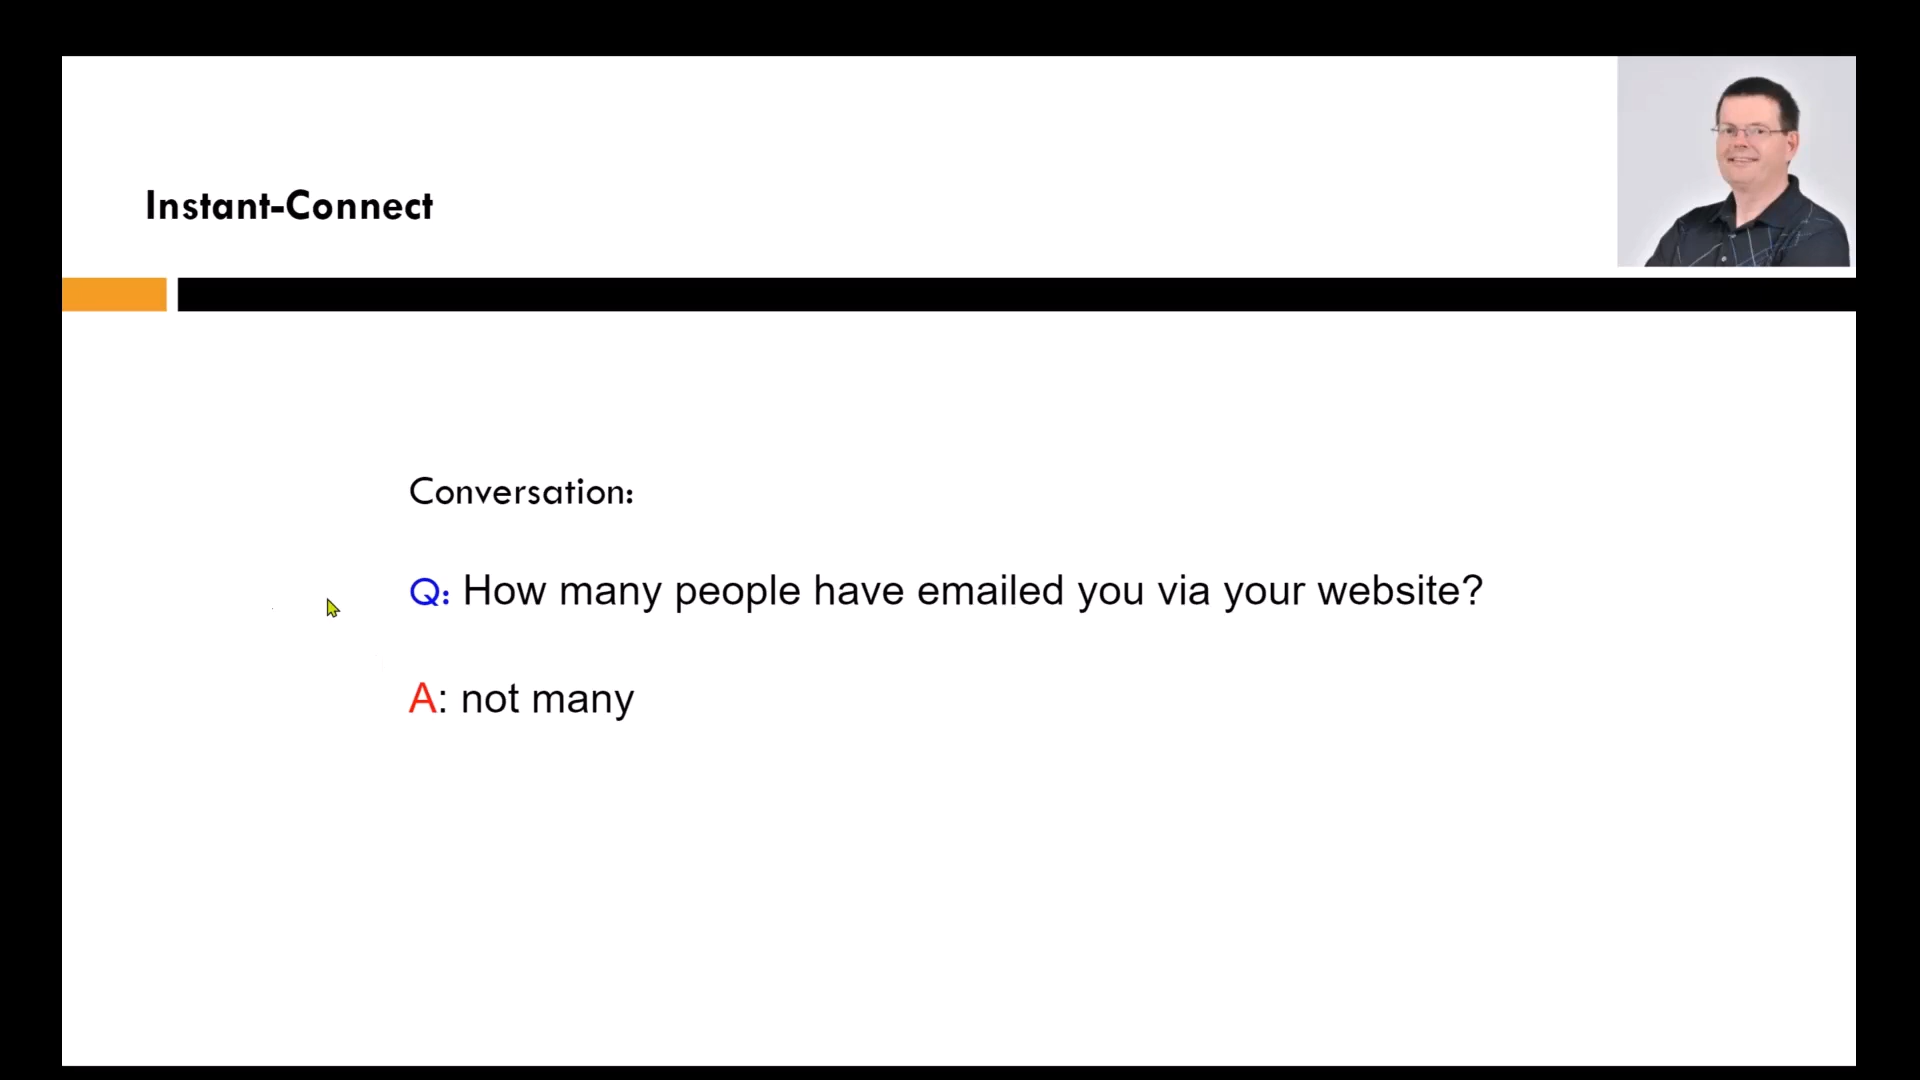 Instant-Connect
Conversation:
Q: How many people have emailed you via your website?
A: not many